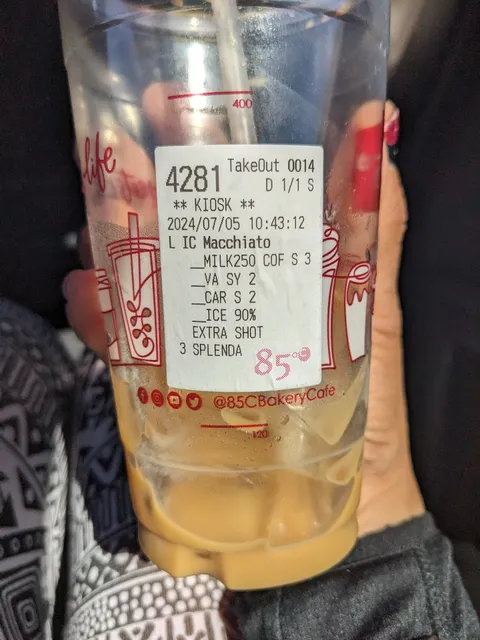 400
life
4281 TakeOut 0014
D 1/1 S
** KIOSK **
2024/07/05 10:43:12
L IC Macchiato
__MILK250 COF S 3
__VA SY 2
__CAR S 2
__ICE 90%
EXTRA SHOT
3 SPLENDA
85°C
@85CBakeryCafe
120